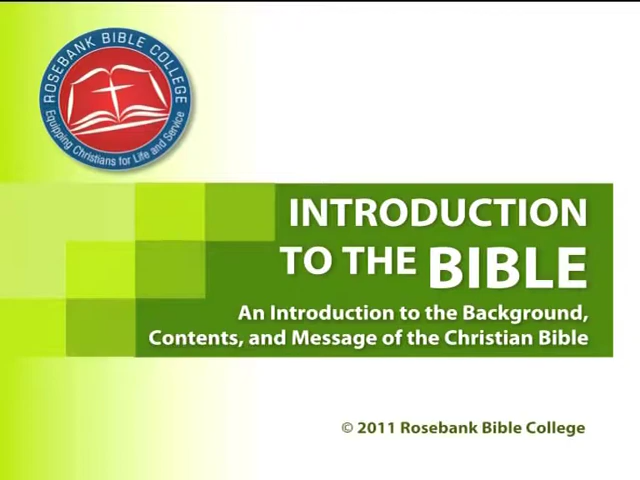 ROSEBANK BIBLE COLLEGE
Equipping Christians for Life and Service
INTRODUCTION
TO THE BIBLE
An Introduction to the Background,
Contents, and Message of the Christian Bible
© 2011 Rosebank Bible College